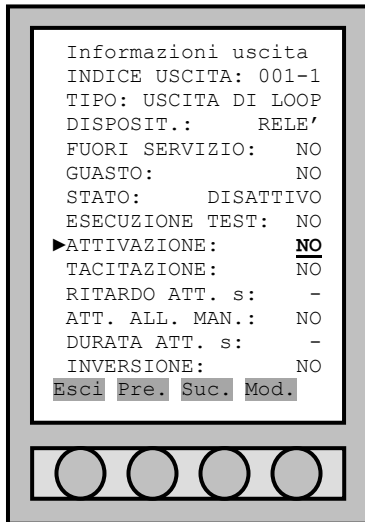 Informazioni uscita
INDICE USCITA: 001-1
TIPO: USCITA DI LOOP
DISPOSIT.: RELE’
FUORI SERVIZIO: NO
GUASTO: NO
STATO: DISATTIVO
ESECUZIONE TEST: NO
►ATTIVAZIONE: NO
TACITAZIONE: NO
RITARDO ATT. s: -
ATT. ALL. MAN.: NO
DURATA ATT. s: -
INVERSIONE: NO
Esci Pre. Suc. Mod.